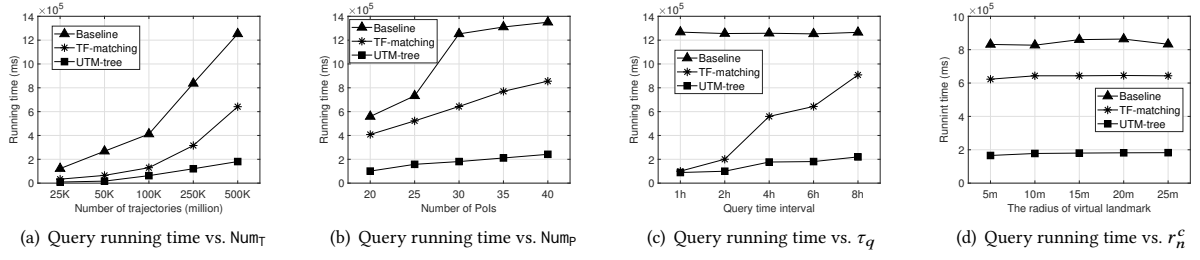 ×10⁵
14
12
10
8
6
4
2
0
Running time (ms)
Baseline
TF-matching
UTM-tree
25K 50K 100K 250K 500K
Number of trajectories (million)
(a) Query running time vs. NumT
×10⁵
14
12
10
8
6
4
2
0
Running time (ms)
Baseline
TF-matching
UTM-tree
20 25 30 35 40
Number of PoIs
(b) Query running time vs. NumP
×10⁵
14
12
10
8
6
4
2
0
Running time (ms)
Baseline
TF-matching
UTM-tree
1h 2h 4h 6h 8h
Query time interval
(c) Query running time vs. τq
×10⁵
10
8
6
4
2
0
Runnint time (ms)
Baseline
TF-matching
UTM-tree
5m 10m 15m 20m 25m
The radius of virtual landmark
(d) Query running time vs. r_n^c